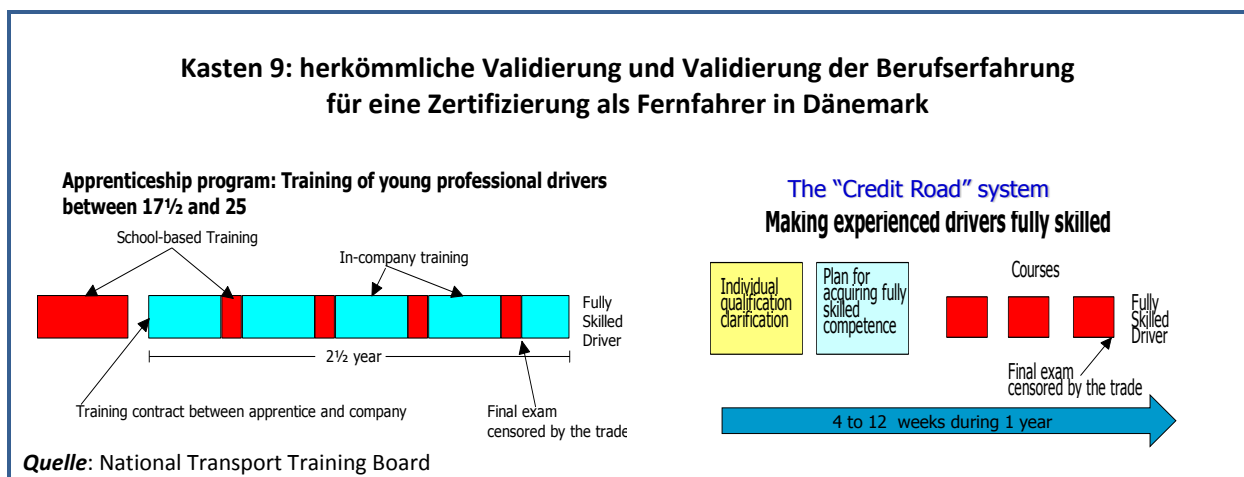 Kasten 9: herkömmliche Validierung und Validierung der Berufserfahrung
für eine Zertifizierung als Fernfahrer in Dänemark
Apprenticeship program: Training of young professional drivers
between 17½ and 25
School-based Training
In-company training
Fully
Skilled
Driver
2½ year
Training contract between apprentice and company
Final exam
censored by the trade
The “Credit Road” system
Making experienced drivers fully skilled
Individual
qualification
clarification
Plan for
acquiring fully
skilled
competence
Courses
Fully
Skilled
Driver
Final exam
censored by the trade
4 to 12 weeks during 1 year
Quelle: National Transport Training Board